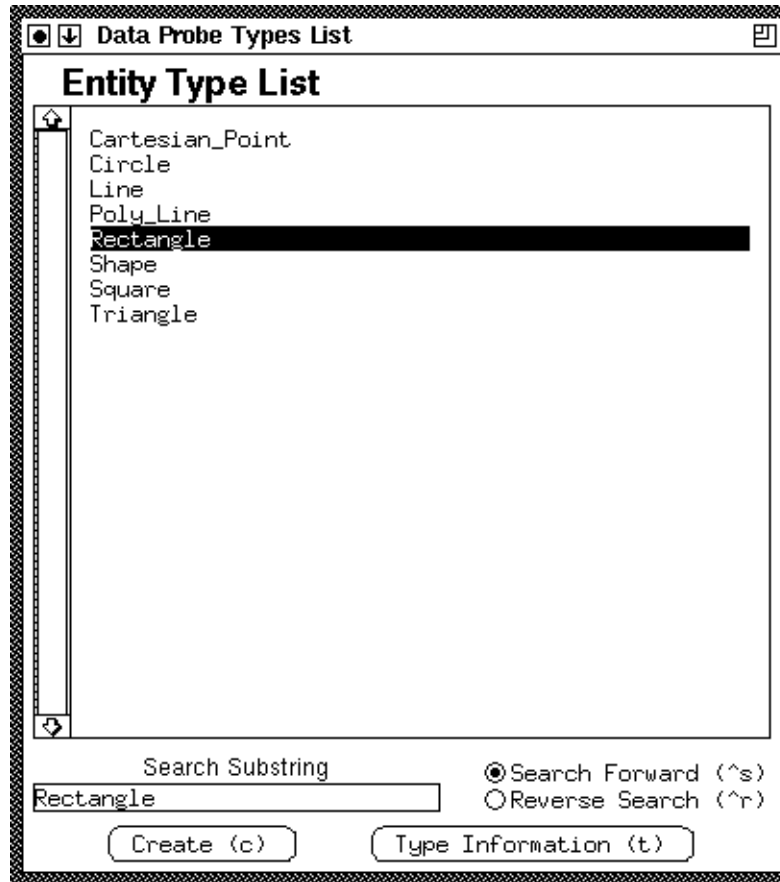 Data Probe Types List
Entity Type List
Cartesian_Point
Circle
Line
Poly_Line
Rectangle
Shape
Square
Triangle
Search Substring
Rectangle
Search Forward (^s)
Reverse Search (^r)
Create (c)
Type Information (t)